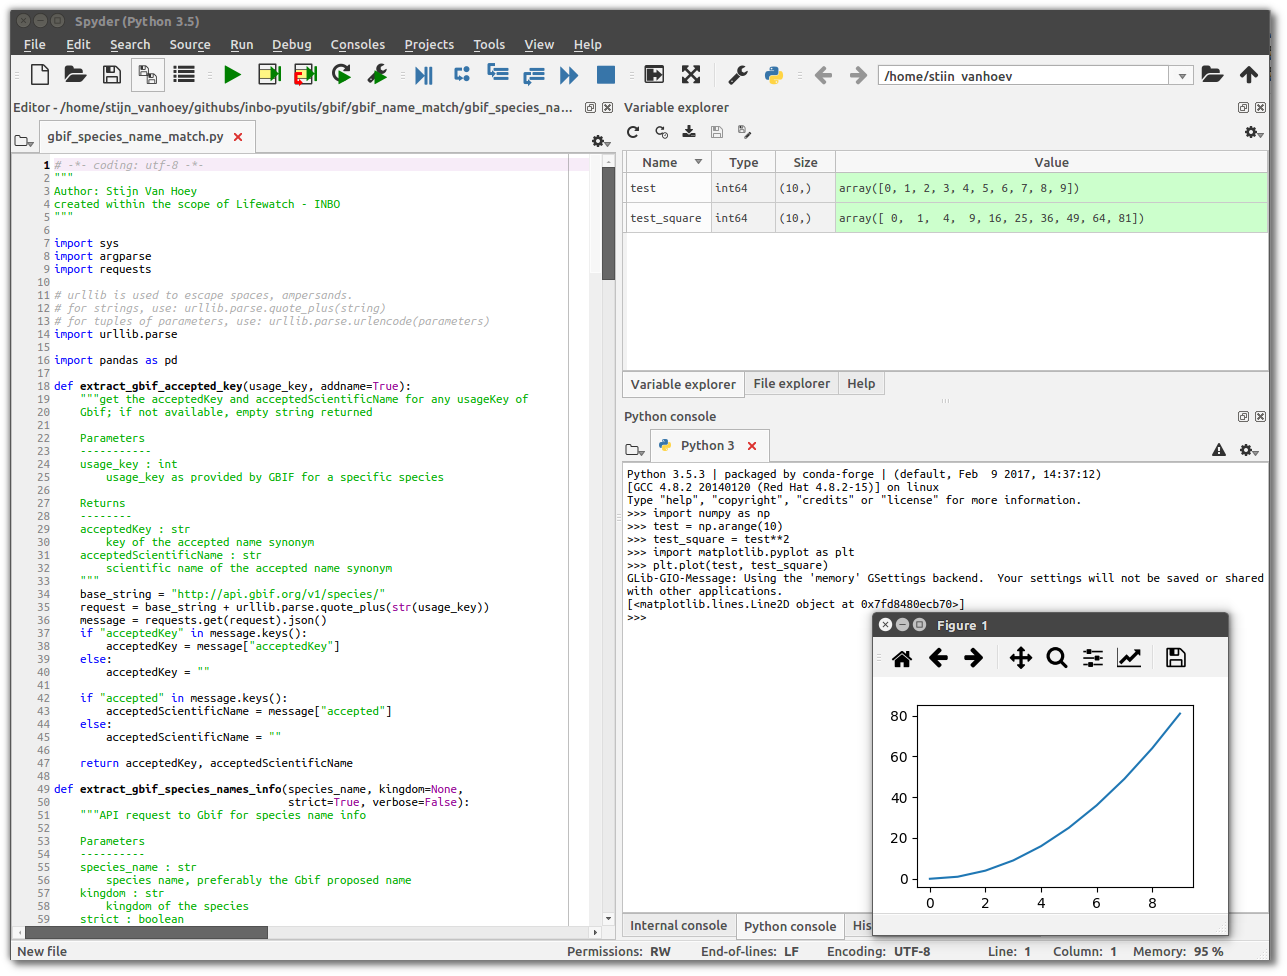 Spyder (Python 3.5)
File Edit Search Source Run Debug Consoles Projects Tools View Help
/home/stijn_vanhoey
Editor - /home/stijn_vanhoey/githubs/inbo-pyutils/gbif/gbif_name_match/gbif_species_na...
gbif_species_name_match.py
1 # -*- coding: utf-8 -*-
2 """
3 Author: Stijn Van Hoey
4 created within the scope of Lifewatch - INBO
5 """
6
7 import sys
8 import argparse
9 import requests
10
11 # urllib is used to escape spaces, ampersands.
12 # for strings, use: urllib.parse.quote_plus(string)
13 # for tuples of parameters, use: urllib.parse.urlencode(parameters)
14 import urllib.parse
15
16 import pandas as pd
17
18 def extract_gbif_accepted_key(usage_key, addname=True):
19     """get the acceptedKey and acceptedScientificName for any usageKey of
20     Gbif; if not available, empty string returned
21
22     Parameters
23     -----------
24     usage_key : int
25         usage_key as provided by GBIF for a specific species
26
27     Returns
28     --------
29     acceptedKey : str
30         key of the accepted name synonym
31     acceptedScientificName : str
32         scientific name of the accepted name synonym
33     """
34     base_string = "http://api.gbif.org/v1/species/"
35     request = base_string + urllib.parse.quote_plus(str(usage_key))
36     message = requests.get(request).json()
37     if "acceptedKey" in message.keys():
38         acceptedKey = message["acceptedKey"]
39     else:
40         acceptedKey = ""
41
42     if "accepted" in message.keys():
43         acceptedScientificName = message["accepted"]
44     else:
45         acceptedScientificName = ""
46
47     return acceptedKey, acceptedScientificName
48
49 def extract_gbif_species_names_info(species_name, kingdom=None,
50                                     strict=True, verbose=False):
51     """API request to Gbif for species name info
52
53     Parameters
54     ----------
55     species_name : str
56         species name, preferably the Gbif proposed name
57     kingdom : str
58         kingdom of the species
59     strict : boolean
Variable explorer
Name Type Size Value
test int64 (10,) array([0, 1, 2, 3, 4, 5, 6, 7, 8, 9])
test_square int64 (10,) array([ 0,  1,  4,  9, 16, 25, 36, 49, 64, 81])
Variable explorer File explorer Help
Python console
Python 3
Python 3.5.3 | packaged by conda-forge | (default, Feb  9 2017, 14:37:12)
[GCC 4.8.2 20140120 (Red Hat 4.8.2-15)] on linux
Type "help", "copyright", "credits" or "license" for more information.
>>> import numpy as np
>>> test = np.arange(10)
>>> test_square = test**2
>>> import matplotlib.pyplot as plt
>>> plt.plot(test, test_square)
GLib-GIO-Message: Using the 'memory' GSettings backend.  Your settings will not be saved or shared
with other applications.
[<matplotlib.lines.Line2D object at 0x7fd8480ecb70>]
>>>
Figure 1
80
60
40
20
0
0 2 4 6 8
Internal console Python console His
New file Permissions: RW End-of-lines: LF Encoding: UTF-8 Line: 1 Column: 1 Memory: 95 %